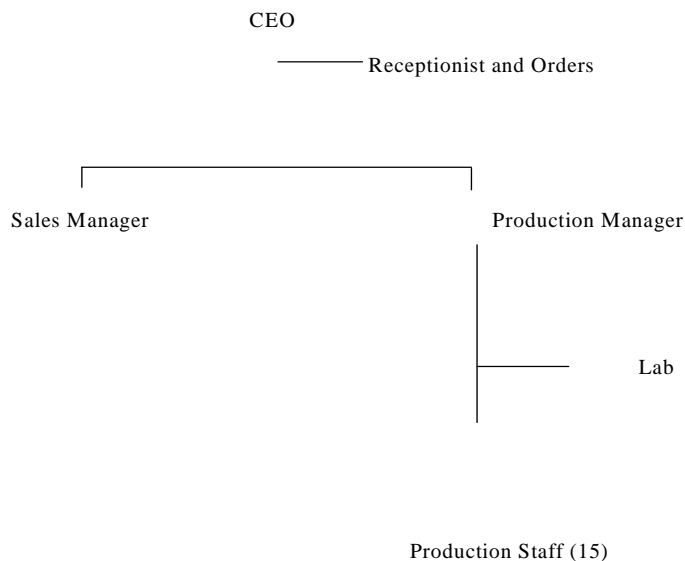 CEO
Receptionist and Orders
Sales Manager
Production Manager
Lab
Production Staff (15)